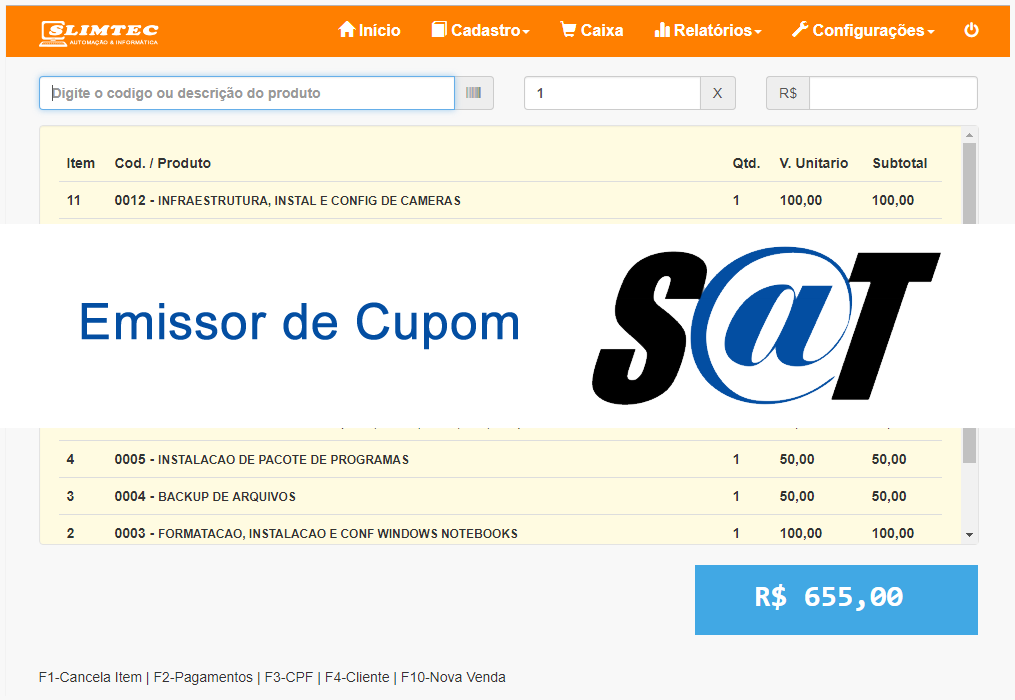 SLIMTEC
AUTOMAÇÃO & INFORMÁTICA
Início Cadastro Caixa Relatórios Configurações
Digite o codigo ou descrição do produto 1 X R$
Item Cod. / Produto Qtd. V. Unitario Subtotal
11 0012 - INFRAESTRUTURA, INSTAL E CONFIG DE CAMERAS 1 100,00 100,00
Emissor de Cupom S@T
4 0005 - INSTALACAO DE PACOTE DE PROGRAMAS 1 50,00 50,00
3 0004 - BACKUP DE ARQUIVOS 1 50,00 50,00
2 0003 - FORMATACAO, INSTALACAO E CONF WINDOWS NOTEBOOKS 1 100,00 100,00
R$ 655,00
F1-Cancela Item | F2-Pagamentos | F3-CPF | F4-Cliente | F10-Nova Venda